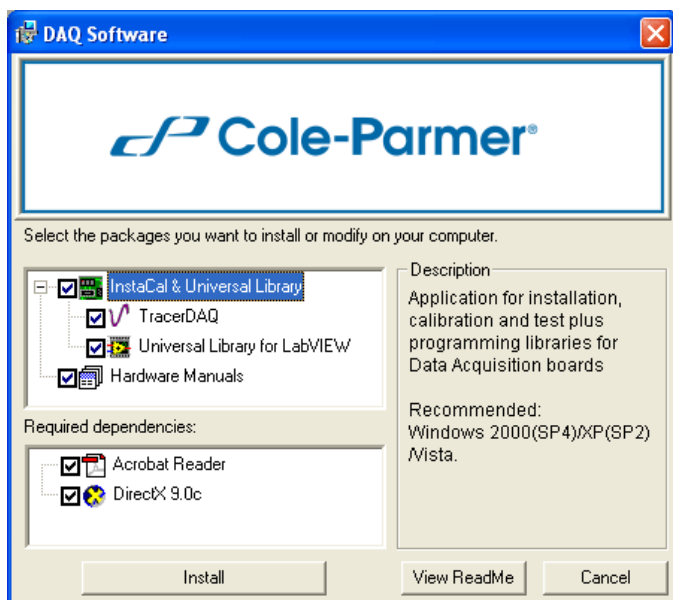 DAQ Software
Cole-Parmer®
Select the packages you want to install or modify on your computer.
InstaCal & Universal Library
TracerDAQ
Universal Library for LabVIEW
Hardware Manuals
Required dependencies:
Acrobat Reader
DirectX 9.0c
Description
Application for installation,
calibration and test plus
programming libraries for
Data Acquisition boards
Recommended:
Windows 2000(SP4)/XP(SP2)
/Vista.
Install
View ReadMe
Cancel